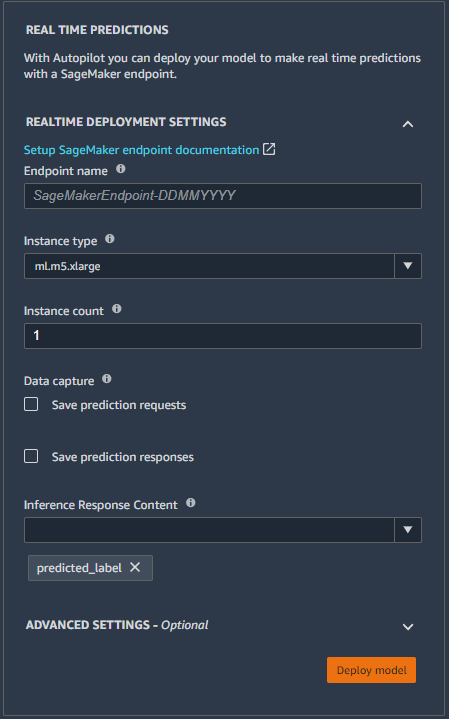 REAL TIME PREDICTIONS
With Autopilot you can deploy your model to make real time predictions
with a SageMaker endpoint.
REALTIME DEPLOYMENT SETTINGS
Setup SageMaker endpoint documentation
Endpoint name
SageMakerEndpoint-DDMMYYYY
Instance type
ml.m5.xlarge
Instance count
1
Data capture
Save prediction requests
Save prediction responses
Inference Response Content
predicted_label
ADVANCED SETTINGS - Optional
Deploy model